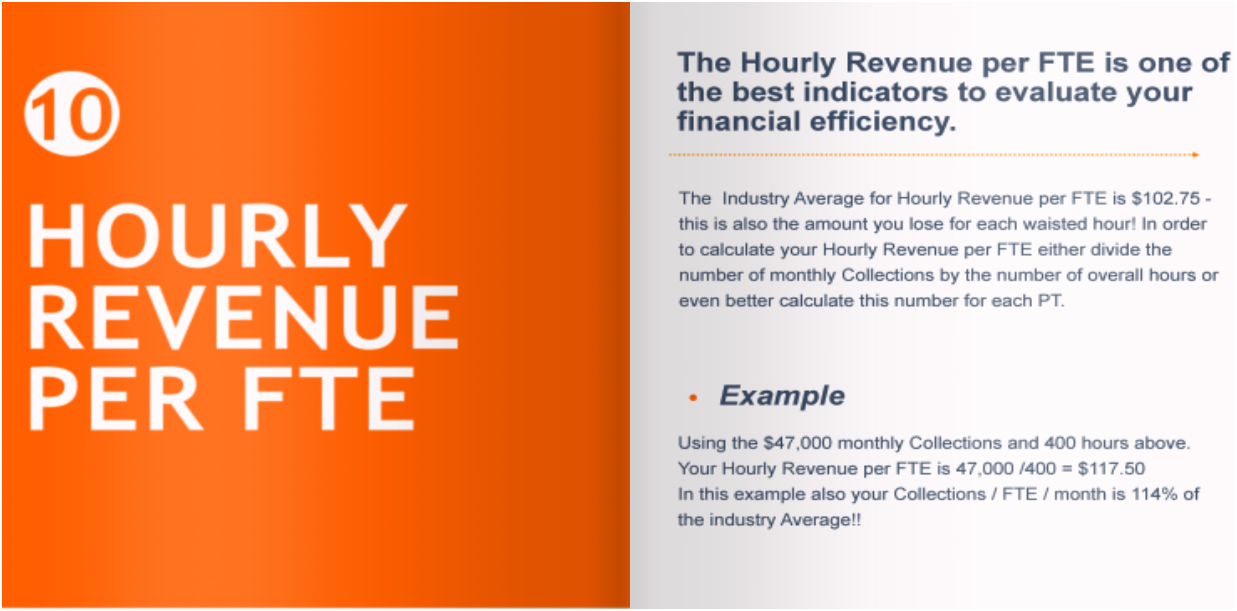 10
HOURLY
REVENUE
PER FTE
The Hourly Revenue per FTE is one of
the best indicators to evaluate your
financial efficiency.
The  Industry Average for Hourly Revenue per FTE is $102.75 -
this is also the amount you lose for each waisted hour! In order
to calculate your Hourly Revenue per FTE either divide the
number of monthly Collections by the number of overall hours or
even better calculate this number for each PT.
• Example
Using the $47,000 monthly Collections and 400 hours above.
Your Hourly Revenue per FTE is 47,000 /400 = $117.50
In this example also your Collections / FTE / month is 114% of
the industry Average!!